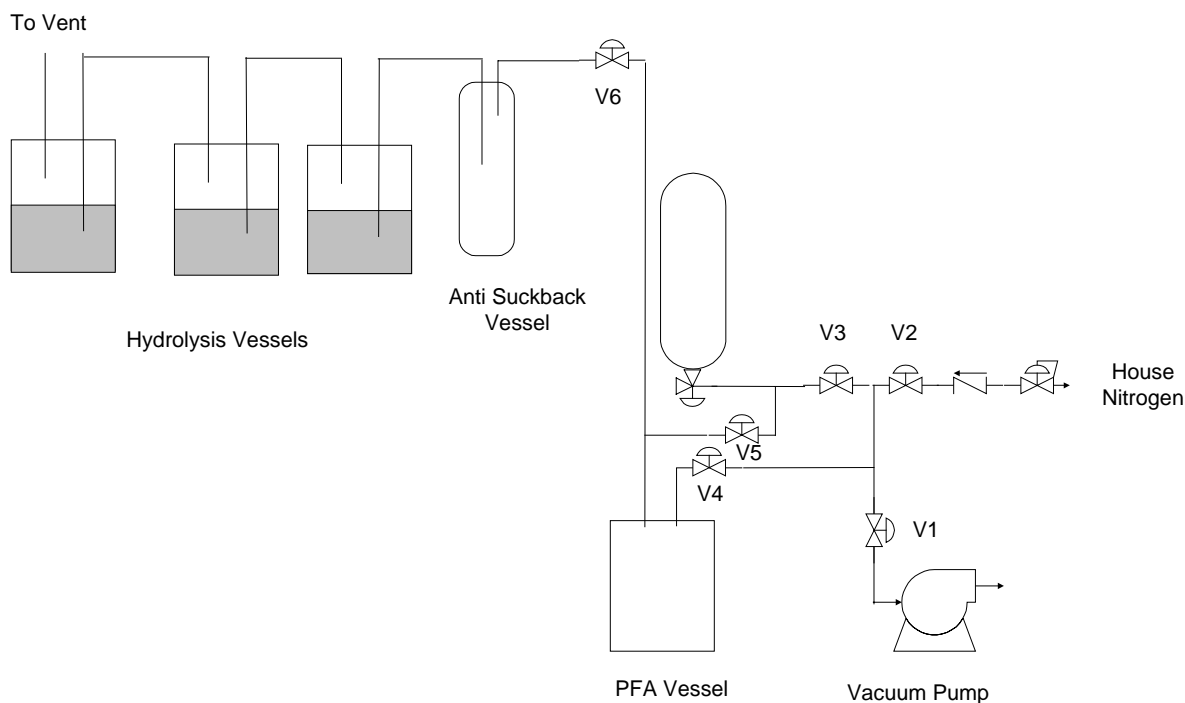 To Vent
V6
Anti Suckback
Vessel
Hydrolysis Vessels
V3
V2
House
Nitrogen
V5
V4
V1
PFA Vessel
Vacuum Pump